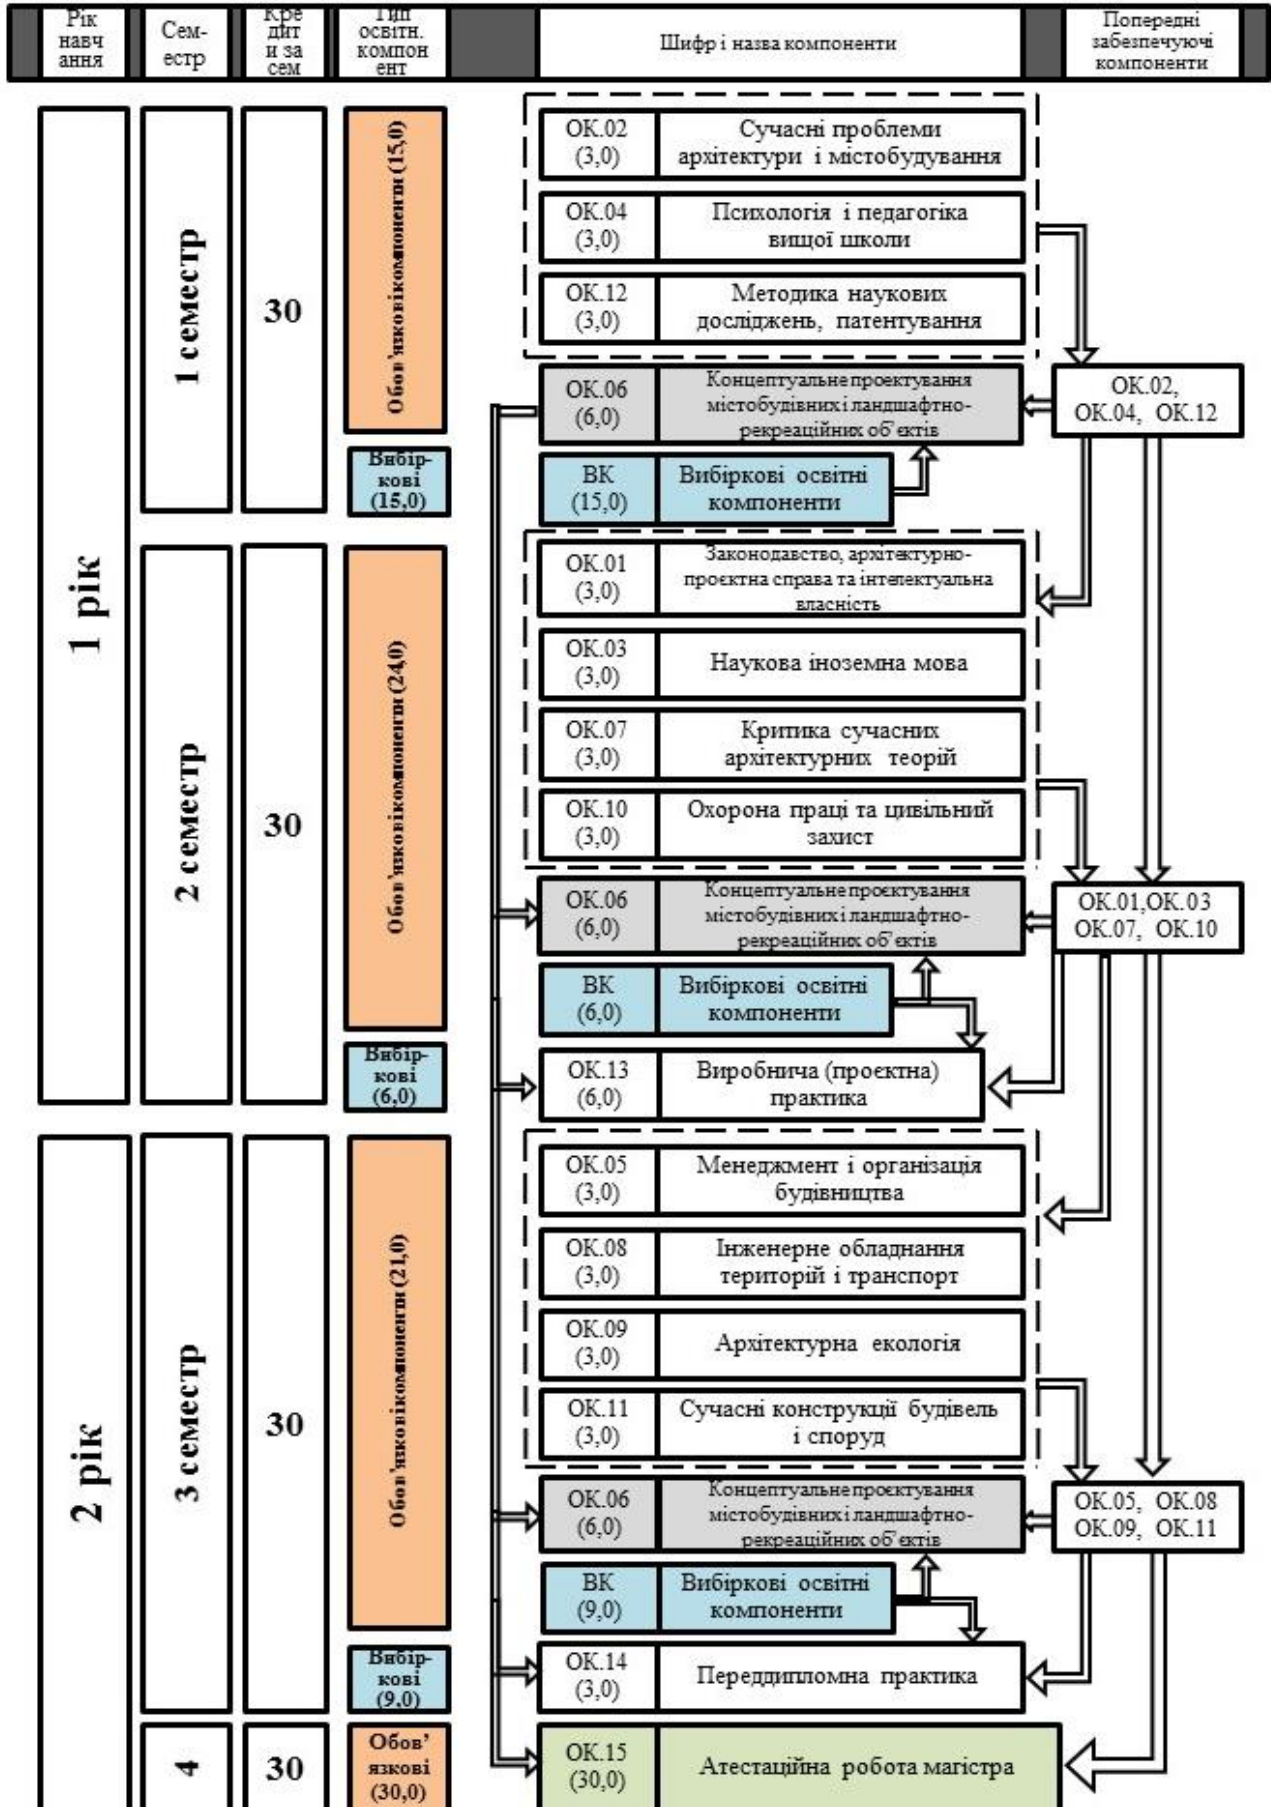 Рік
навч
ання
Сем-
естр
Кре
дит
и за
сем
Тип
освітн.
компон
ент
Шифр і назва компоненти
Попередні
забезпечуючі
компоненти
1 рік
1 семестр
30
Обов’язкові компоненти (15,0)
Вибір-
кові
(15,0)
ОК.02
(3,0)
Сучасні проблеми
архітектури і містобудування
ОК.04
(3,0)
Психологія і педагогіка
вищої школи
ОК.12
(3,0)
Методика наукових
досліджень, патентування
ОК.06
(6,0)
Концептуальне проектування
містобудівних і ландшафтно-
рекреаційних об’єктів
ОК.02,
ОК.04, ОК.12
ВК
(15,0)
Вибіркові освітні
компоненти
2 семестр
30
Обов’язкові компоненти (24,0)
Вибір-
кові
(6,0)
ОК.01
(3,0)
Законодавство, архітектурно-
проєктна справа та інтелектуальна
власність
ОК.03
(3,0)
Наукова іноземна мова
ОК.07
(3,0)
Критика сучасних
архітектурних теорій
ОК.10
(3,0)
Охорона праці та цивільний
захист
ОК.06
(6,0)
Концептуальне проєктування
містобудівних і ландшафтно-
рекреаційних об’єктів
ОК.01,ОК.03
ОК.07, ОК.10
ВК
(6,0)
Вибіркові освітні
компоненти
ОК.13
(6,0)
Виробнича (проєктна)
практика
2 рік
3 семестр
30
Обов’язкові компоненти (21,0)
Вибір-
кові
(9,0)
ОК.05
(3,0)
Менеджмент і організація
будівництва
ОК.08
(3,0)
Інженерне обладнання
територій і транспорт
ОК.09
(3,0)
Архітектурна екологія
ОК.11
(3,0)
Сучасні конструкції будівель
і споруд
ОК.06
(6,0)
Концептуальне проєктування
містобудівних і ландшафтно-
рекреаційних об’єктів
ОК.05, ОК.08
ОК.09, ОК.11
ВК
(9,0)
Вибіркові освітні
компоненти
ОК.14
(3,0)
Переддипломна практика
4
30
Обов’
язкові
(30,0)
ОК.15
(30,0)
Атестаційна робота магістра